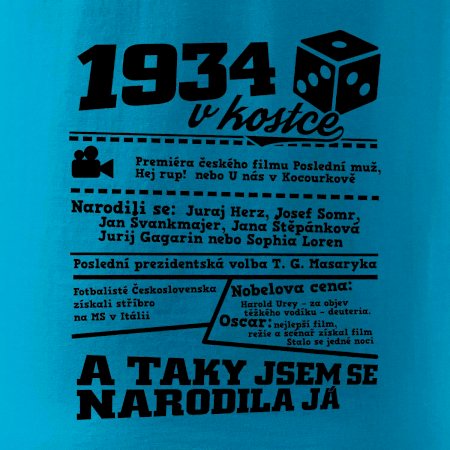 1934
v kostce
Premiéra českého filmu Poslední muž,
Hej rup! nebo U nás v Kocourkově
Narodili se: Juraj Herz, Josef Somr,
Jan Švankmajer, Jana Štěpánková
Jurij Gagarin nebo Sophia Loren
Poslední prezidentská volba T. G. Masaryka
Fotbalisté Československa
získali stříbro
na MS v Itálii
Nobelova cena:
Harold Urey - za objev
těžkého vodíku - deuteria.
Oscar: nejlepší film,
režie a scénář získal film
Stalo se jedné noci
A TAKY JSEM SE
NARODILA JÁ